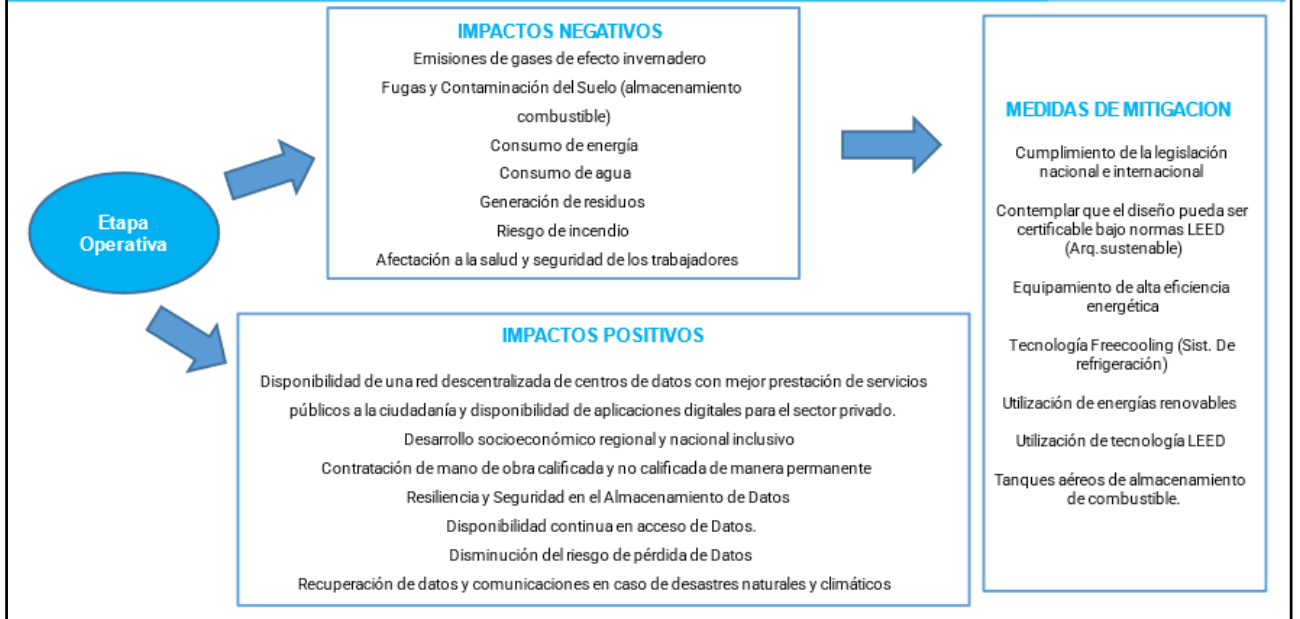 Etapa
Operativa
IMPACTOS NEGATIVOS
Emisiones de gases de efecto invernadero
Fugas y Contaminación del Suelo (almacenamiento
combustible)
Consumo de energía
Consumo de agua
Generación de residuos
Riesgo de incendio
Afectación a la salud y seguridad de los trabajadores
IMPACTOS POSITIVOS
Disponibilidad de una red descentralizada de centros de datos con mejor prestación de servicios
públicos a la ciudadanía y disponibilidad de aplicaciones digitales para el sector privado.
Desarrollo socioeconómico regional y nacional inclusivo
Contratación de mano de obra calificada y no calificada de manera permanente
Resiliencia y Seguridad en el Almacenamiento de Datos
Disponibilidad continua en acceso de Datos.
Disminución del riesgo de pérdida de Datos
Recuperación de datos y comunicaciones en caso de desastres naturales y climáticos
MEDIDAS DE MITIGACION
Cumplimiento de la legislación
nacional e internacional
Contemplar que el diseño pueda ser
certificable bajo normas LEED
(Arq.sustenable)
Equipamiento de alta eficiencia
energética
Tecnología Freecooling (Sist. De
refrigeración)
Utilización de energías renovables
Utilización de tecnología LEED
Tanques aéreos de almacenamiento
de combustible.